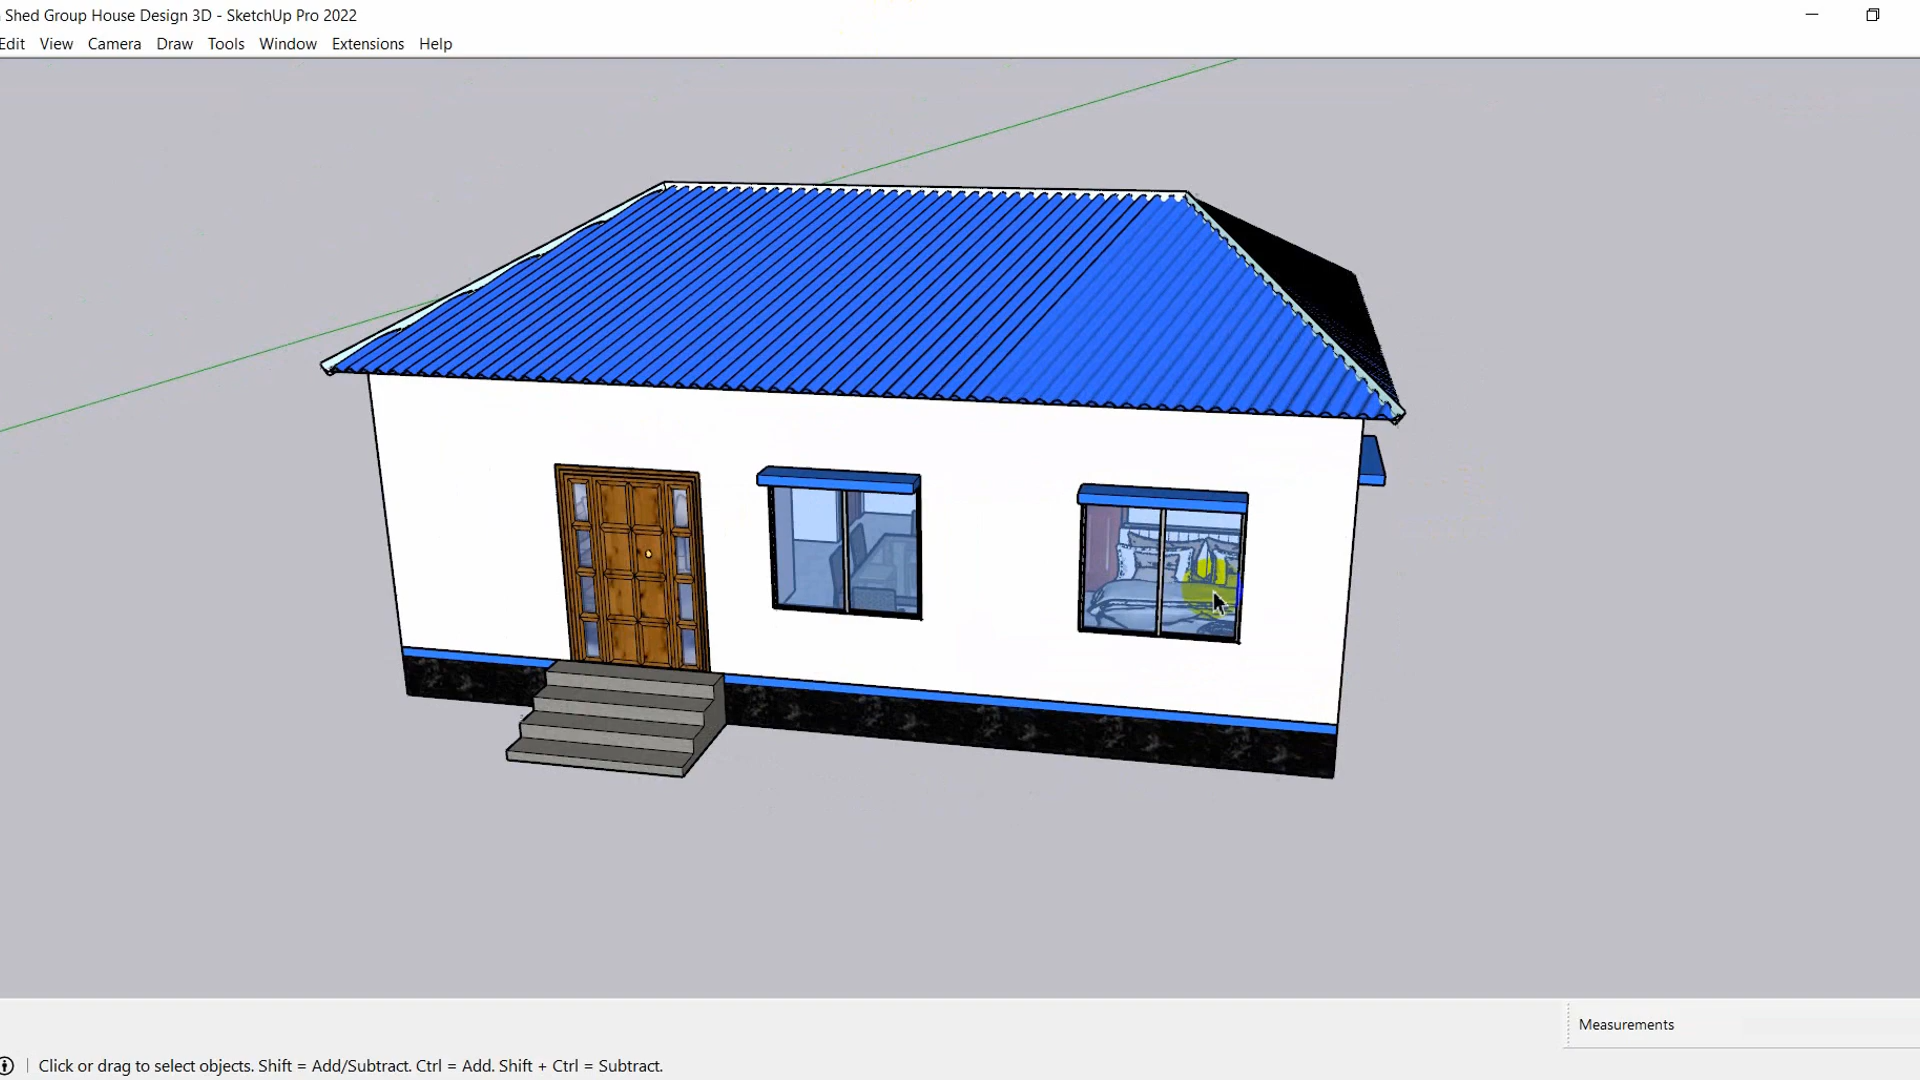 Shed Group House Design 3D - SketchUp Pro 2022
Edit View Camera Draw Tools Window Extensions Help
Measurements
Click or drag to select objects. Shift = Add/Subtract. Ctrl = Add. Shift + Ctrl = Subtract.